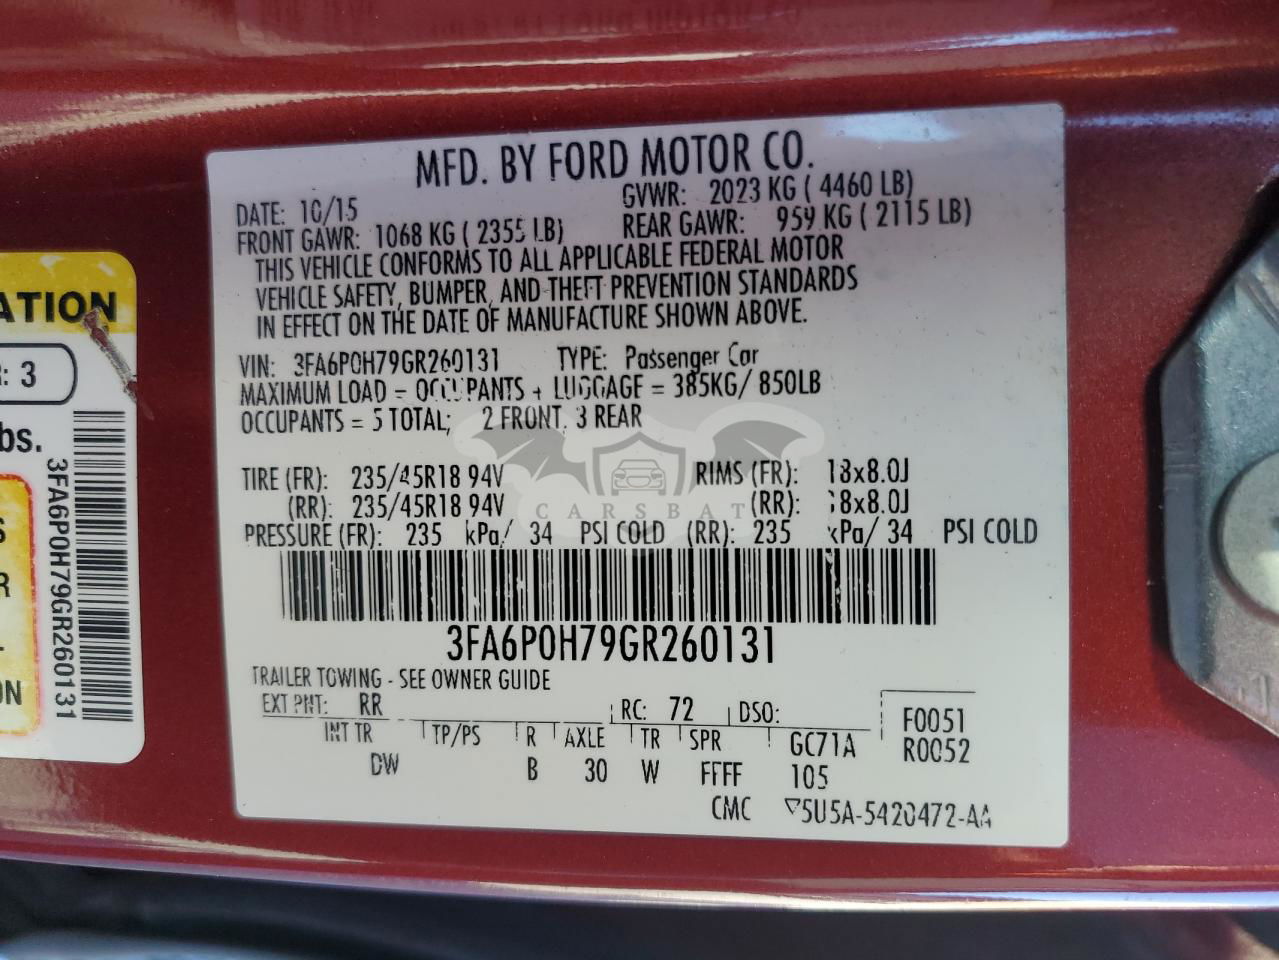 MFD. BY FORD MOTOR CO.
DATE: 10/15
GVWR: 2023 KG ( 4460 LB)
FRONT GAWR: 1068 KG ( 2355 LB)
REAR GAWR: 959 KG ( 2115 LB)
THIS VEHICLE CONFORMS TO ALL APPLICABLE FEDERAL MOTOR
VEHICLE SAFETY, BUMPER, AND THEFT PREVENTION STANDARDS
IN EFFECT ON THE DATE OF MANUFACTURE SHOWN ABOVE.
VIN: 3FA6P0H79GR260131 TYPE: Passenger Car
MAXIMUM LOAD = OCCUPANTS + LUGGAGE = 385KG/ 850LB
OCCUPANTS = 5 TOTAL; 2 FRONT, 3 REAR
TIRE (FR): 235/45R18 94V RIMS (FR): 18x8.0J
(RR): 235/45R18 94V (RR): 18x8.0J
PRESSURE (FR): 235 kPa/ 34 PSI COLD (RR): 235 kPa/ 34 PSI COLD
CARSBAT
3FA6P0H79GR260131
TRAILER TOWING - SEE OWNER GUIDE
EXT PNT: RR RC: 72 DSO:
F0051
R0052
INT TR TP/PS R AXLE TR SPR GC71A
DW B 30 W FFFF 105
CMC ▽5U5A-5420472-AA
ATION
R: 3
bs.
S
R
ON
3FA6P0H79GR260131